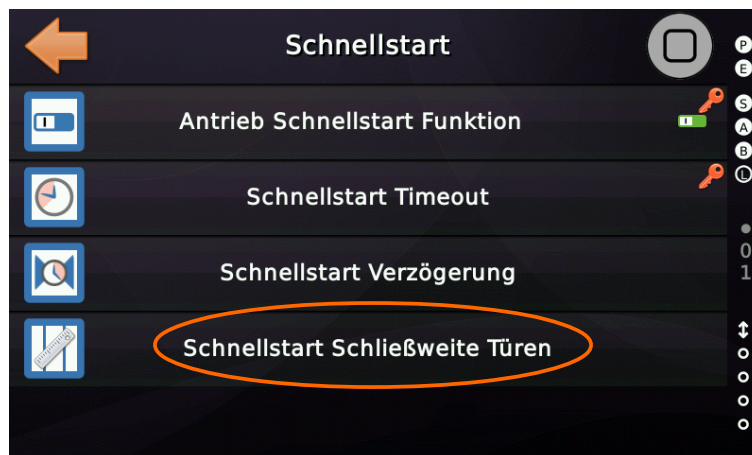 Schnellstart
P
E
Antrieb Schnellstart Funktion
S
A
B
L
Schnellstart Timeout
0
1
Schnellstart Verzögerung
Schnellstart Schließweite Türen